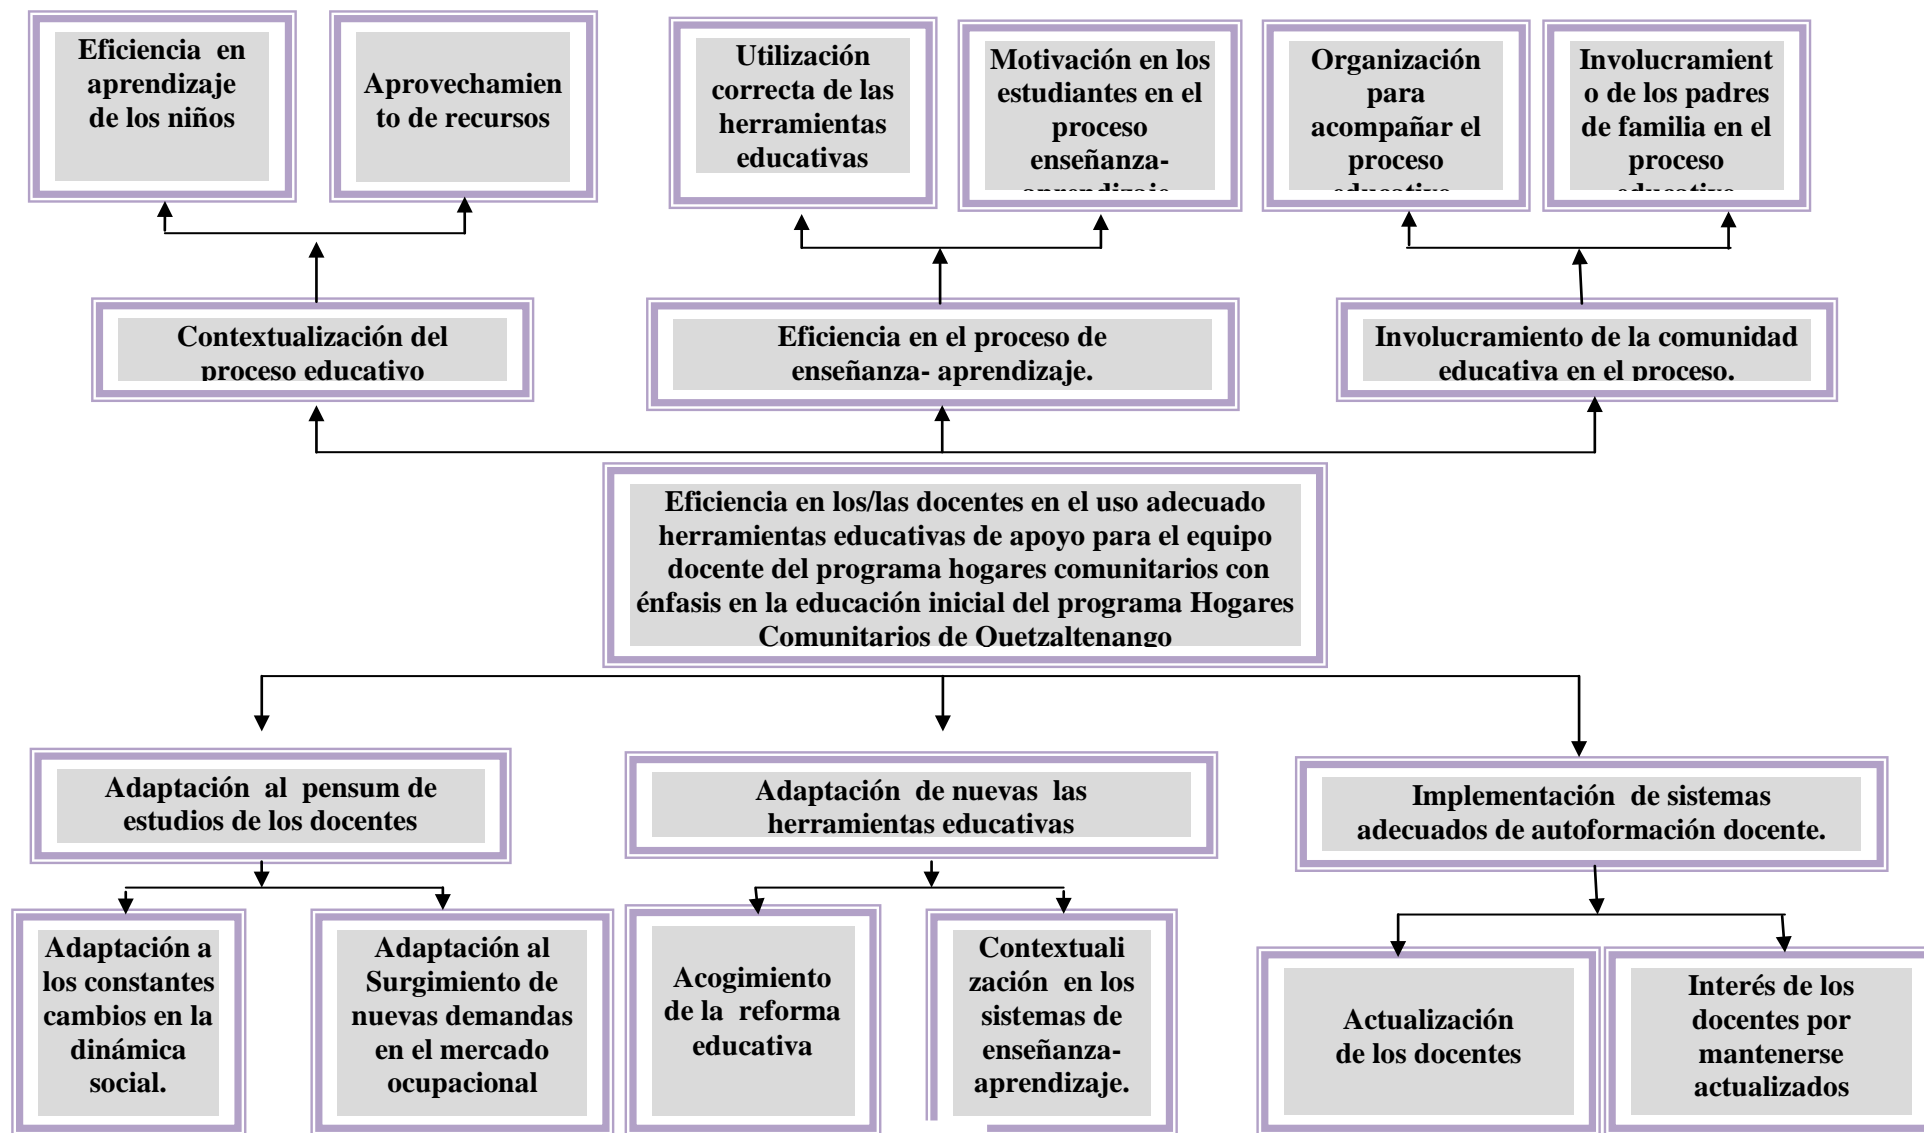 Eficiencia en
aprendizaje
de los niños
Aprovechamien
to de recursos
Utilización
correcta de las
herramientas
educativas
Motivación en los
estudiantes en el
proceso
enseñanza-
aprendizaje
Organización
para
acompañar el
proceso
educativo
Involucramient
o de los padres
de familia en el
proceso
educativo
Contextualización del
proceso educativo
Eficiencia en el proceso de
enseñanza- aprendizaje.
Involucramiento de la comunidad
educativa en el proceso.
Eficiencia en los/las docentes en el uso adecuado
herramientas educativas de apoyo para el equipo
docente del programa hogares comunitarios con
énfasis en la educación inicial del programa Hogares
Comunitarios de Quetzaltenango
Adaptación al pensum de
estudios de los docentes
Adaptación de nuevas las
herramientas educativas
Implementación de sistemas
adecuados de autoformación docente.
Adaptación a
los constantes
cambios en la
dinámica
social.
Adaptación al
Surgimiento de
nuevas demandas
en el mercado
ocupacional
Acogimiento
de la reforma
educativa
Contextuali
zación en los
sistemas de
enseñanza-
aprendizaje.
Actualización
de los docentes
Interés de los
docentes por
mantenerse
actualizados